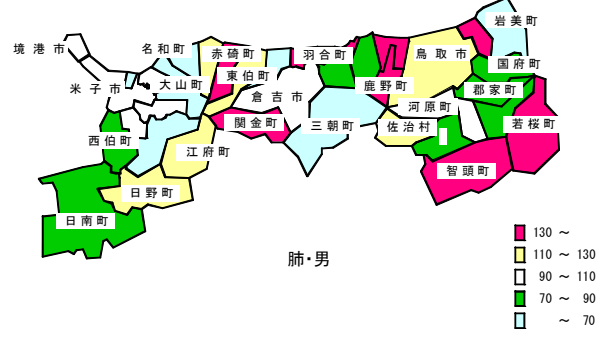 岩美町
境港市
名和町
赤碕町
羽合町
鳥取市
国府町
米子市
大山町
東伯町
倉吉市
鹿野町
郡家町
河原町
関金町
三朝町
佐治村
若桜町
西伯町
江府町
智頭町
日野町
日南町
肺・男
130 ～
110 ～ 130
90 ～ 110
70 ～ 90
～ 70